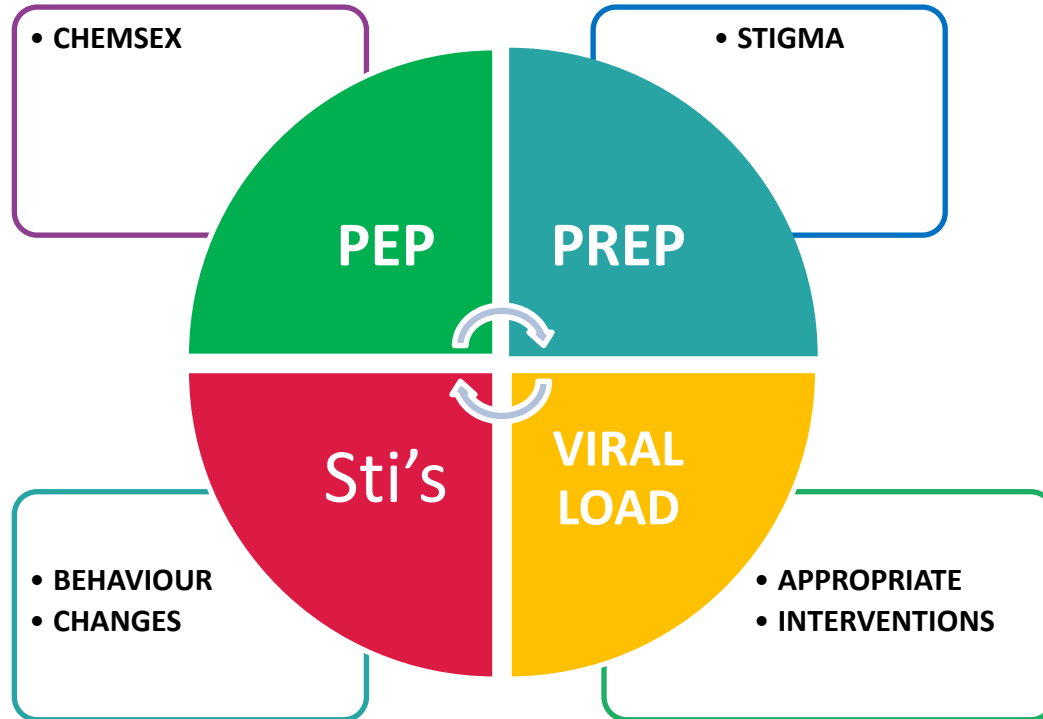 • CHEMSEX
• STIGMA
PEP
PREP
Sti’s
VIRAL
LOAD
• BEHAVIOUR
• CHANGES
• APPROPRIATE
• INTERVENTIONS